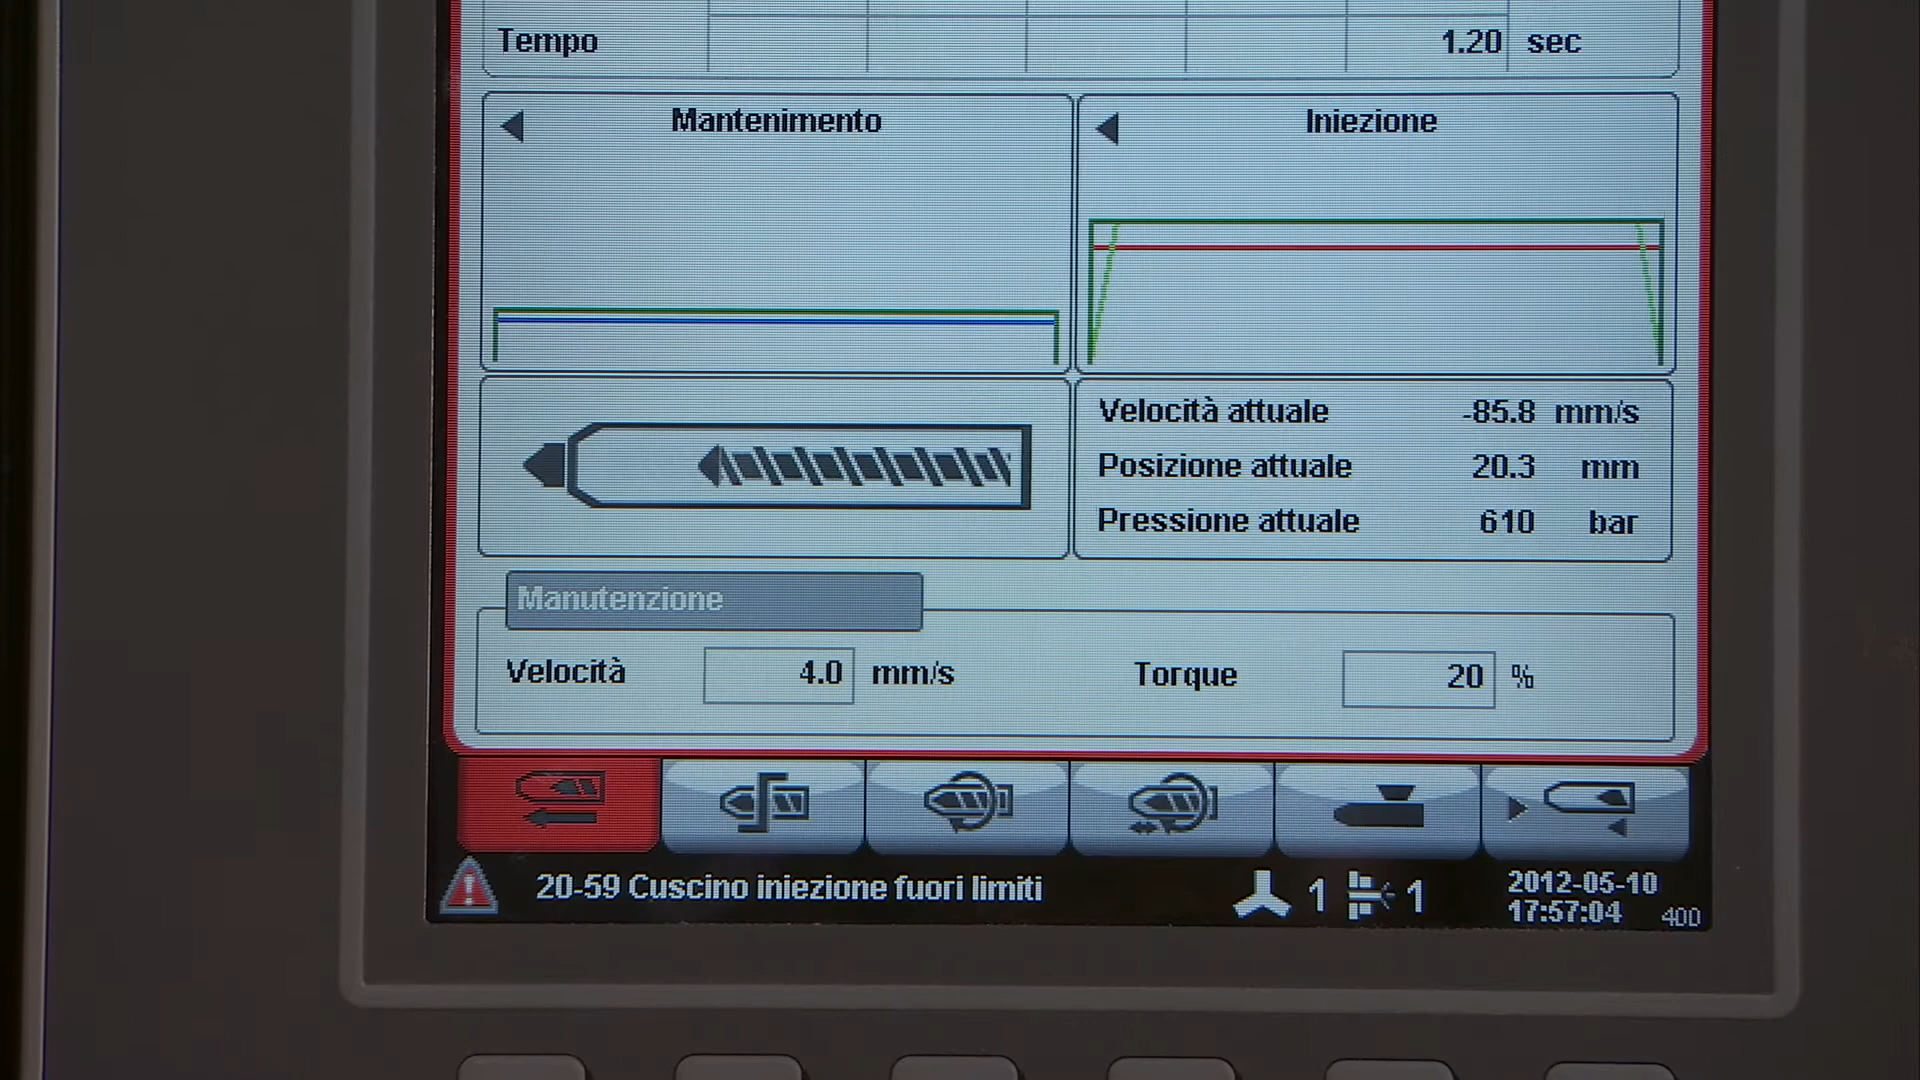 Tempo 1.20 sec
Mantenimento
Iniezione
Velocità attuale -85.8 mm/s
Posizione attuale 20.3 mm
Pressione attuale 610 bar
Manutenzione
Velocità 4.0 mm/s Torque 20 %
20-59 Cuscino iniezione fuori limiti 1 1 2012-05-10
17:57:04 400